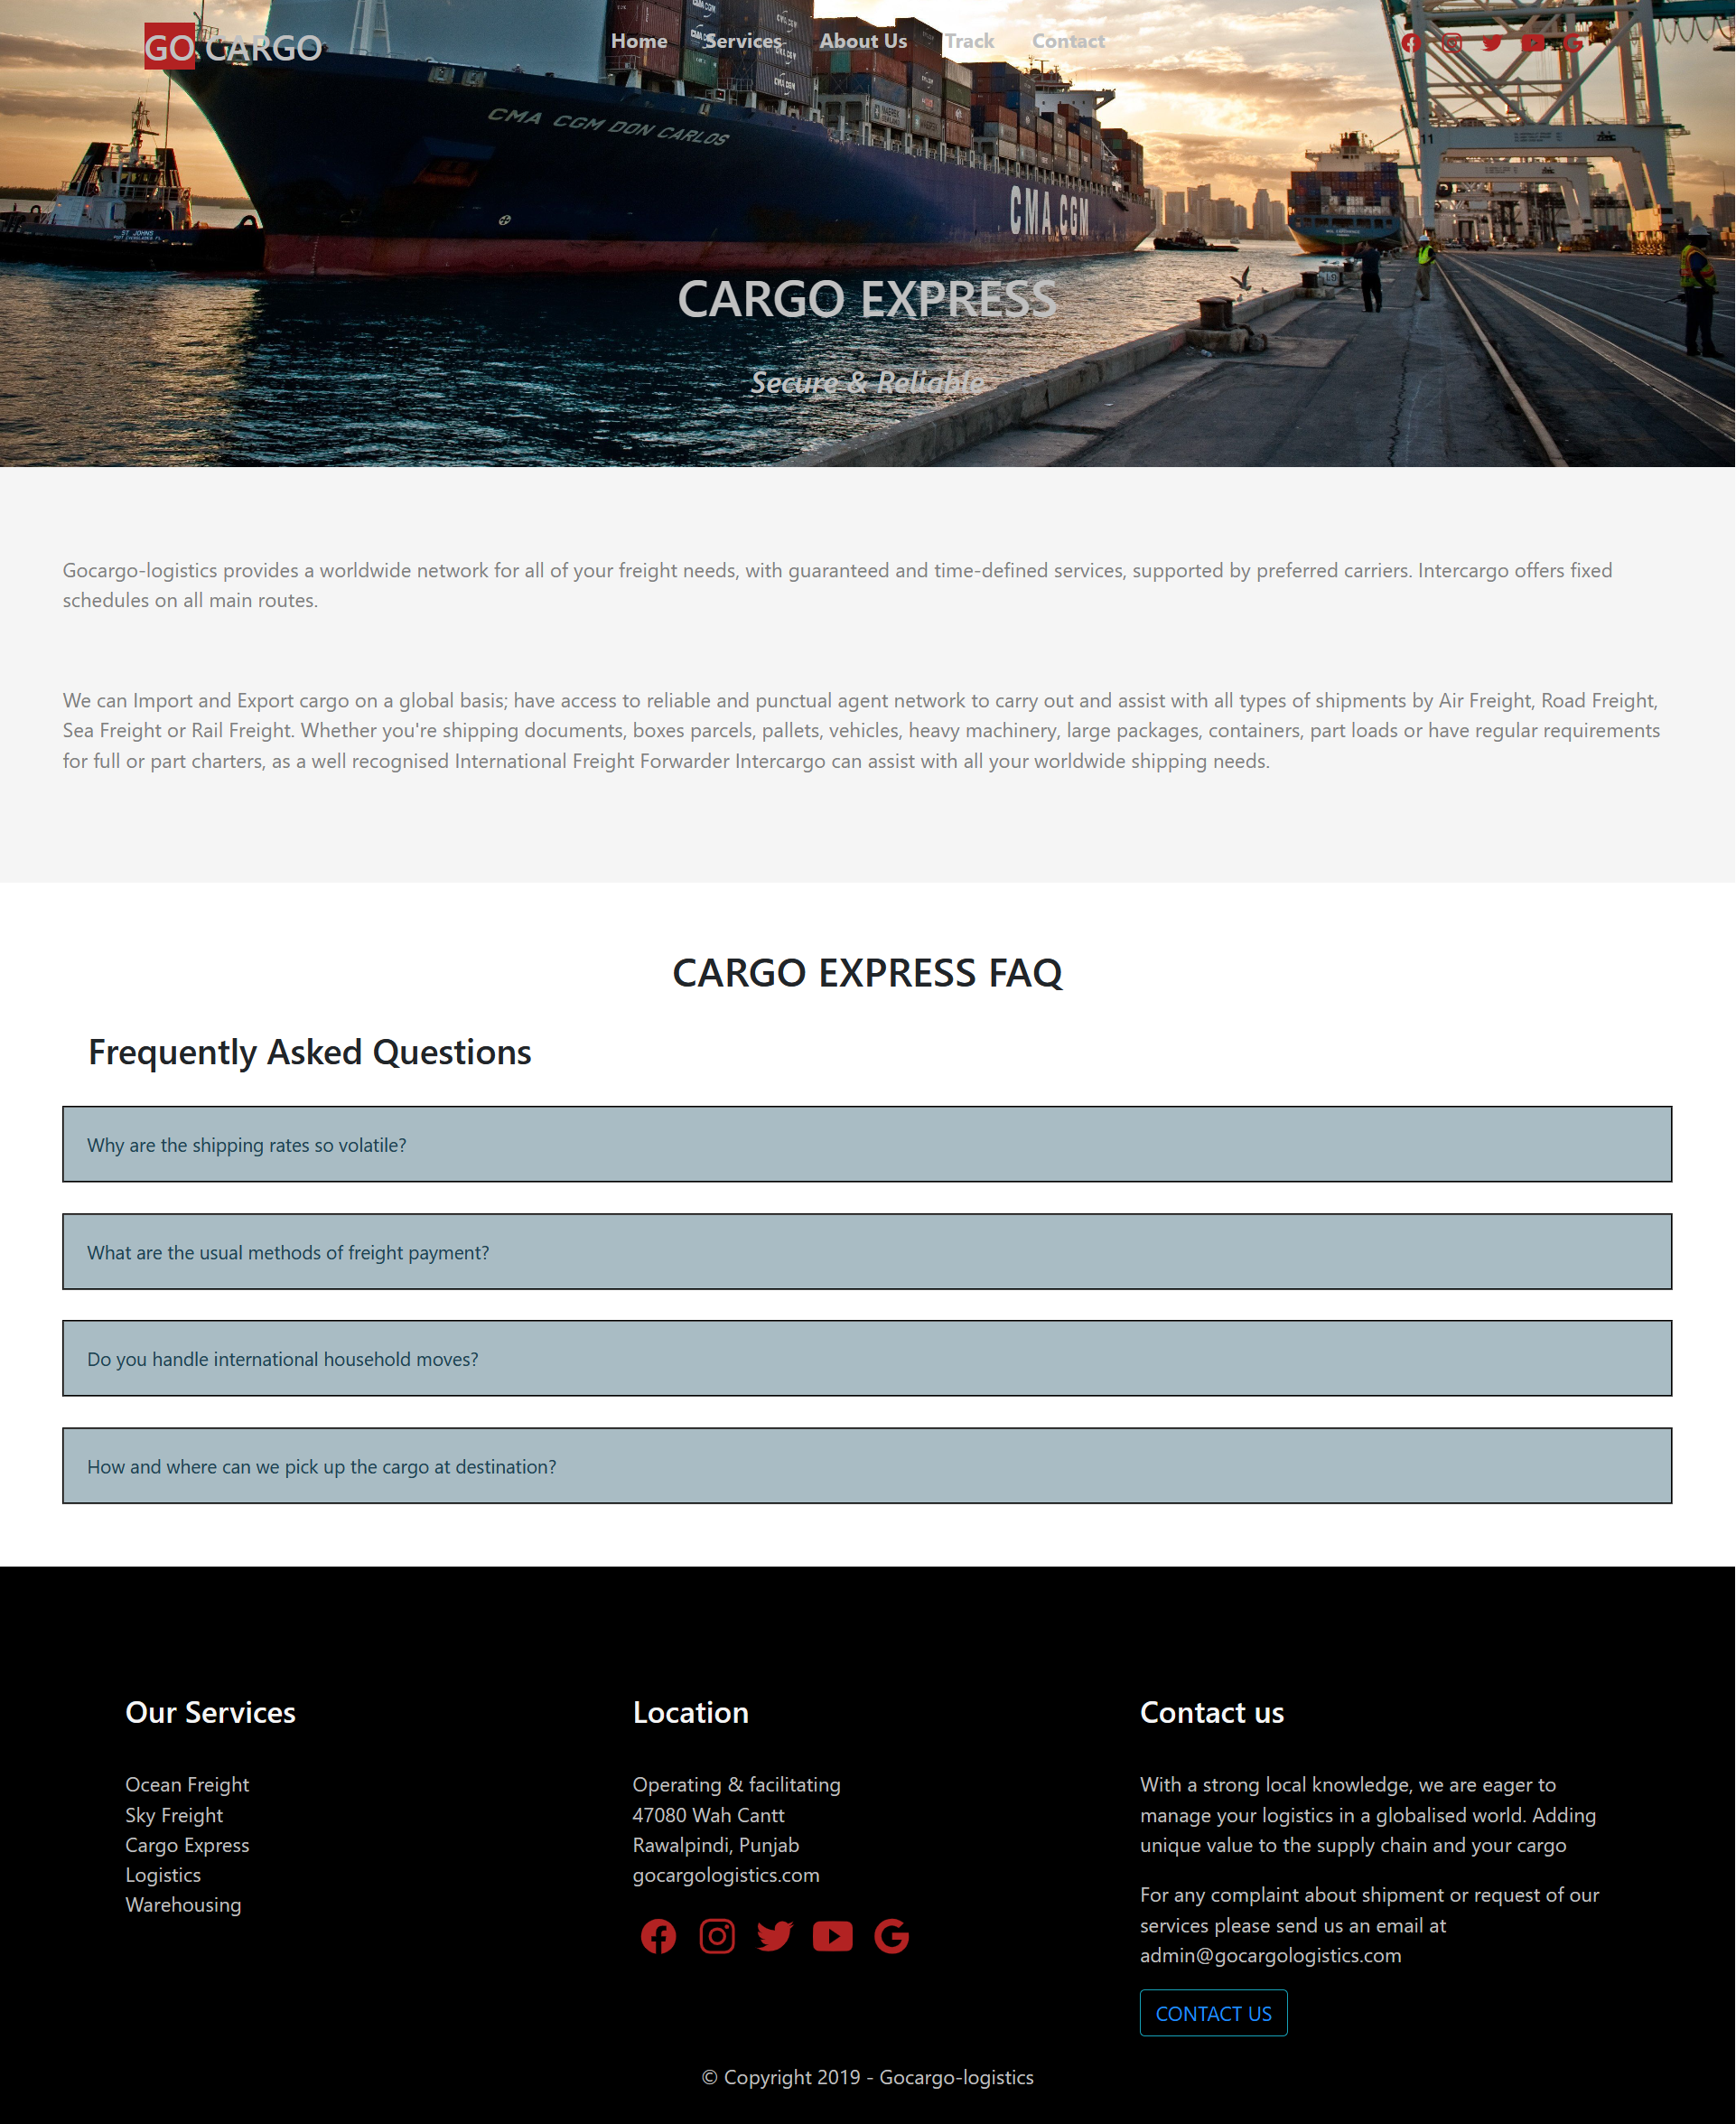 GO CARGO
Home Services About Us Track Contact
CMA CGM DON CARLOS
CMA CGM
ST JOHNS
11
CARGO EXPRESS
Secure & Reliable
Gocargo-logistics provides a worldwide network for all of your freight needs, with guaranteed and time-defined services, supported by preferred carriers. Intercargo offers fixed
schedules on all main routes.
We can Import and Export cargo on a global basis; have access to reliable and punctual agent network to carry out and assist with all types of shipments by Air Freight, Road Freight,
Sea Freight or Rail Freight. Whether you're shipping documents, boxes parcels, pallets, vehicles, heavy machinery, large packages, containers, part loads or have regular requirements
for full or part charters, as a well recognised International Freight Forwarder Intercargo can assist with all your worldwide shipping needs.
CARGO EXPRESS FAQ
Frequently Asked Questions
Why are the shipping rates so volatile?
What are the usual methods of freight payment?
Do you handle international household moves?
How and where can we pick up the cargo at destination?
Our Services
Ocean Freight
Sky Freight
Cargo Express
Logistics
Warehousing
Location
Operating & facilitating
47080 Wah Cantt
Rawalpindi, Punjab
gocargologistics.com
Contact us
With a strong local knowledge, we are eager to
manage your logistics in a globalised world. Adding
unique value to the supply chain and your cargo
For any complaint about shipment or request of our
services please send us an email at
admin@gocargologistics.com
CONTACT US
© Copyright 2019 - Gocargo-logistics